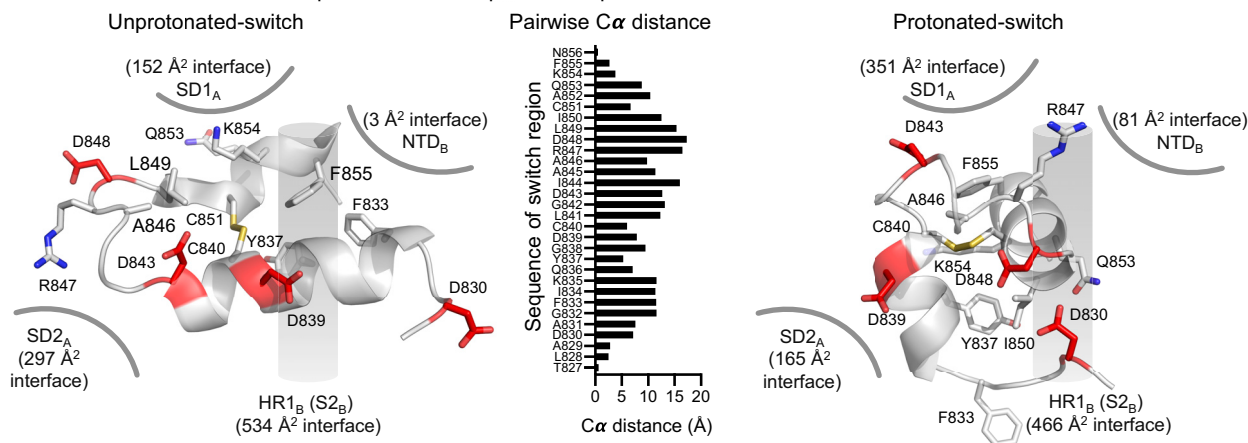 Unprotonated-switch
(152 Å² interface)
SD1A
(3 Å² interface)
NTDB
Q853
K854
D848
L849
F855
F833
A846
C851
C840
Y837
D843
R847
D830
D839
SD2A
(297 Å²
interface)
HR1B (S2B)
(534 Å² interface)
Pairwise Cα distance
Sequence of switch region
N856
F855
K854
Q853
A852
C851
I850
L849
D848
R847
A846
A845
I844
D843
G842
L841
C840
D839
G838
Y837
Q836
K835
I834
F833
G832
A831
D830
A829
L828
T827
0 5 10 15 20
Cα distance (Å)
Protonated-switch
(351 Å² interface)
SD1A
R847
(81 Å² interface)
NTDB
D843
F855
A846
C840
K854
D848
Q853
D839
D830
Y837
I850
SD2A
(165 Å²
interface)
F833
HR1B (S2B)
(466 Å² interface)